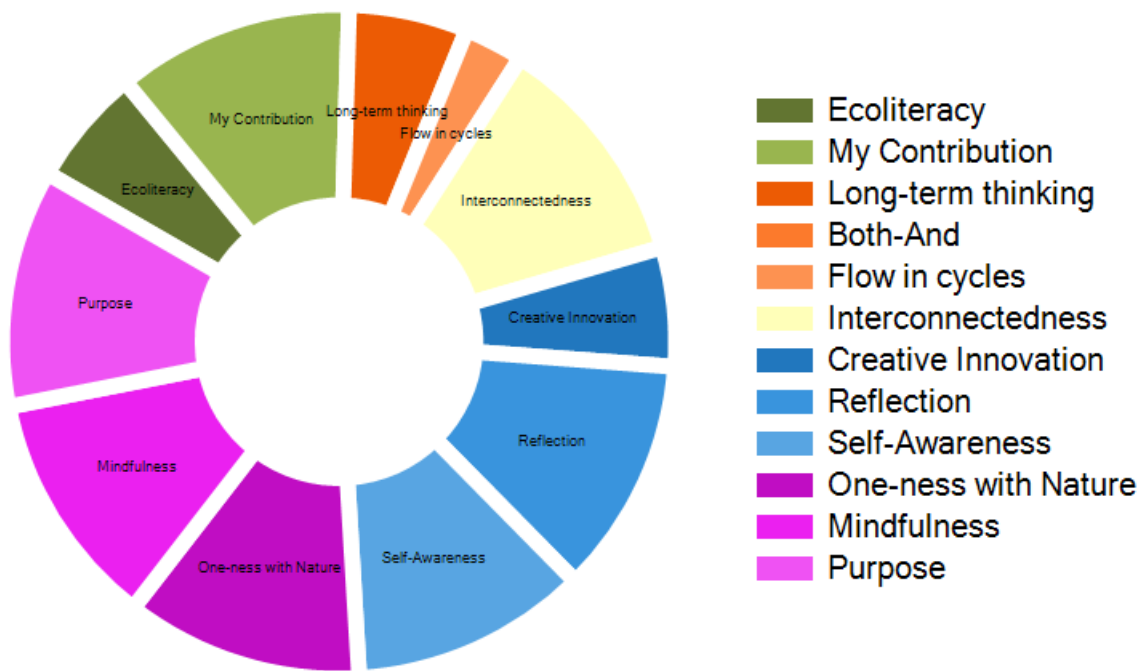 My Contribution
Long-term thinking
Flow in cycles
Ecoliteracy
Interconnectedness
Purpose
Creative Innovation
Mindfulness
Reflection
One-ness with Nature
Self-Awareness
Ecoliteracy
My Contribution
Long-term thinking
Both-And
Flow in cycles
Interconnectedness
Creative Innovation
Reflection
Self-Awareness
One-ness with Nature
Mindfulness
Purpose